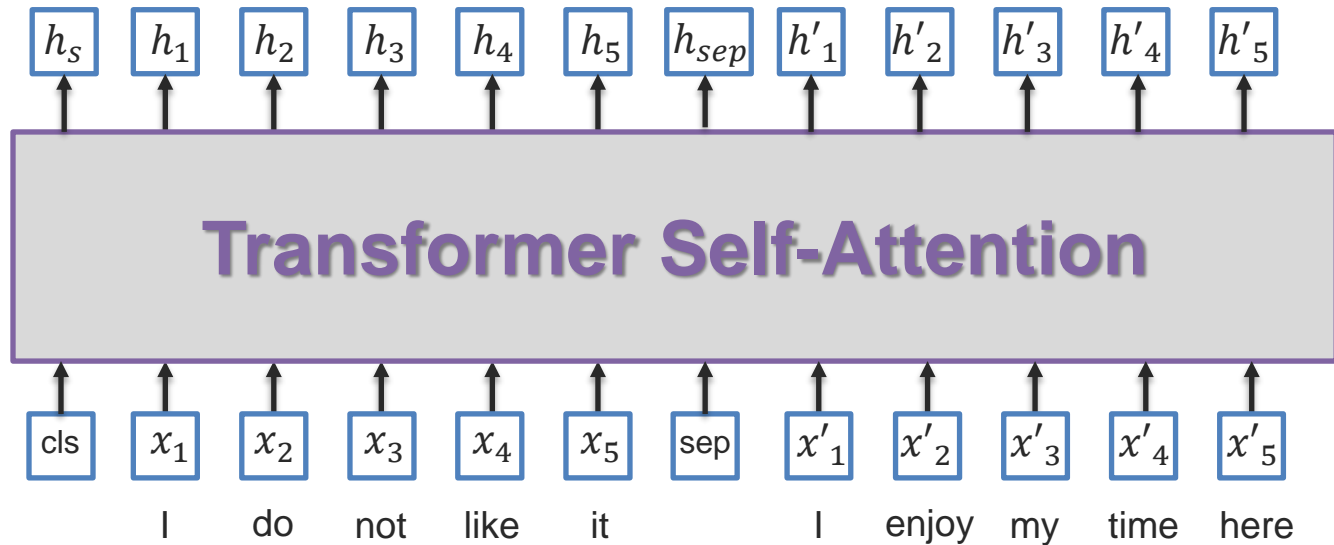 h_s h_1 h_2 h_3 h_4 h_5 h_sep h'_1 h'_2 h'_3 h'_4 h'_5
Transformer Self-Attention
cls x_1 x_2 x_3 x_4 x_5 sep x'_1 x'_2 x'_3 x'_4 x'_5
I do not like it I enjoy my time here